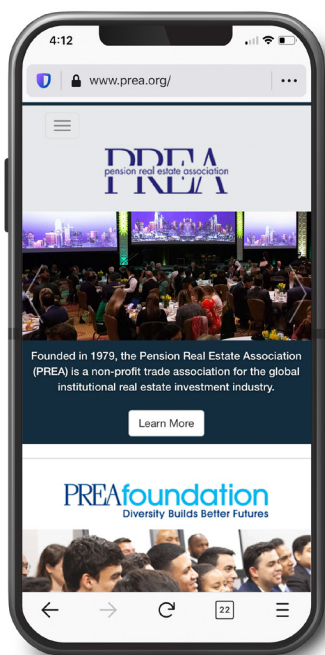 4:12
www.prea.org/
PREA
pension real estate association
Founded in 1979, the Pension Real Estate Association
(PREA) is a non-profit trade association for the global
institutional real estate investment industry.
Learn More
PREAfoundation
Diversity Builds Better Futures
22